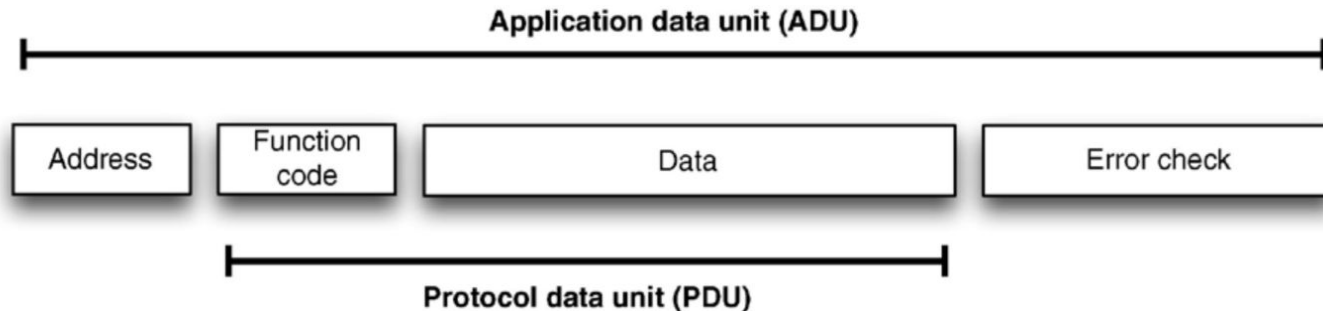 Application data unit (ADU)
Address
Function
code
Data
Error check
Protocol data unit (PDU)